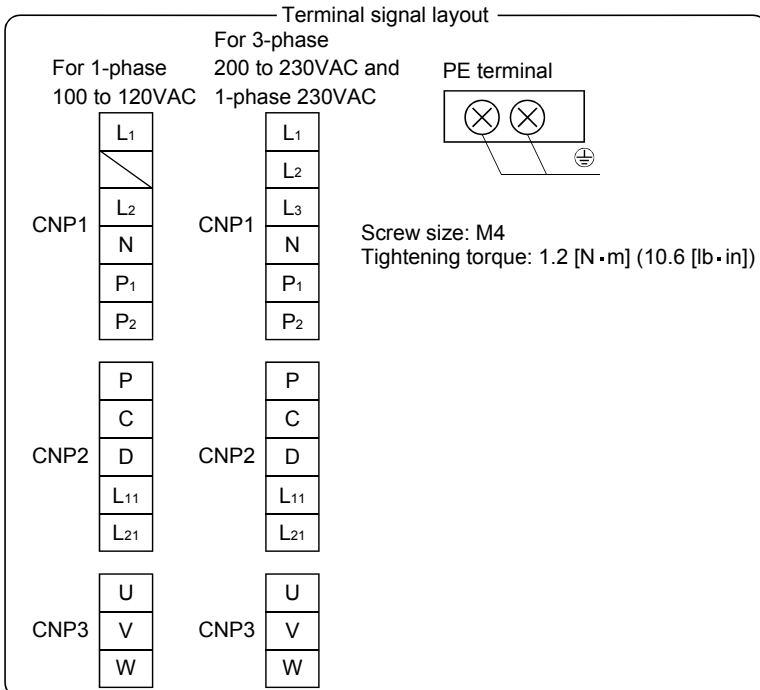 Terminal signal layout
For 1-phase
100 to 120VAC
For 3-phase
200 to 230VAC and
1-phase 230VAC
PE terminal
CNP1
L1
L2
N
P1
P2
CNP1
L1
L2
L3
N
P1
P2
Screw size: M4
Tightening torque: 1.2 [N▪m] (10.6 [lb▪in])
CNP2
P
C
D
L11
L21
CNP2
P
C
D
L11
L21
CNP3
U
V
W
CNP3
U
V
W